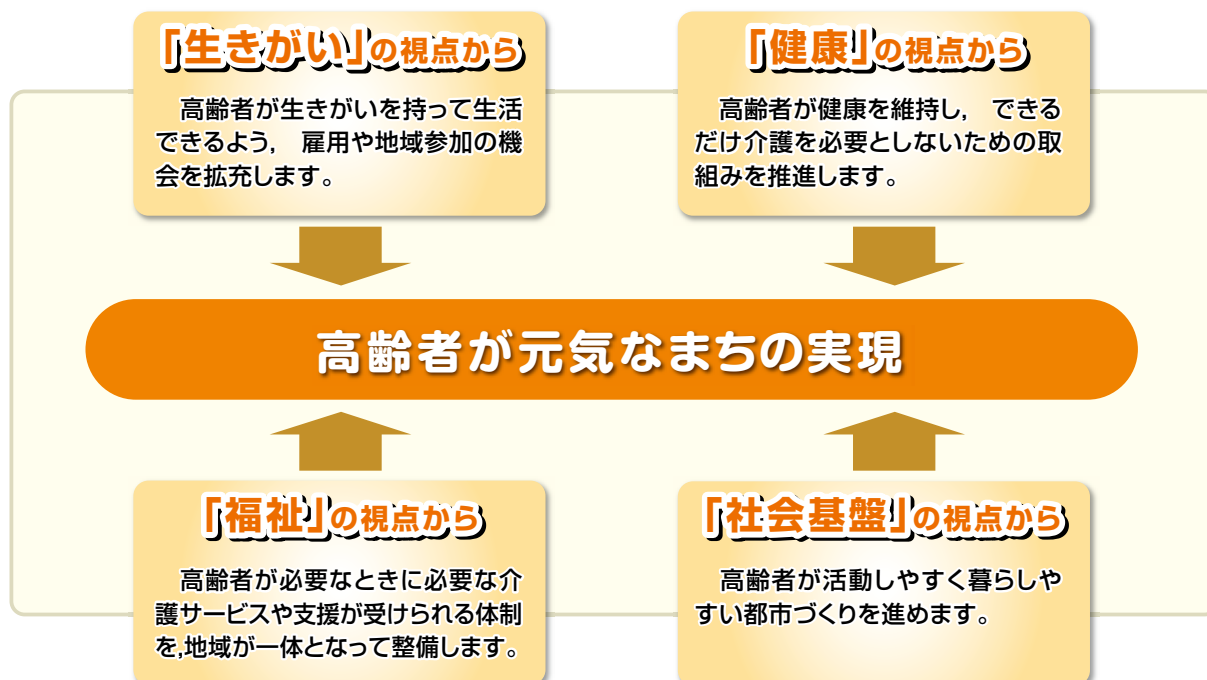 「生きがい」の視点から
高齢者が生きがいを持って生活
できるよう,　雇用や地域参加の機
会を拡充します。
「健康」の視点から
高齢者が健康を維持し,　できる
だけ介護を必要としないための取
組みを推進します。
高齢者が元気なまちの実現
「福祉」の視点から
高齢者が必要なときに必要な介
護サービスや支援が受けられる体制
を,地域が一体となって整備します。
「社会基盤」の視点から
高齢者が活動しやすく暮らしや
すい都市づくりを進めます。